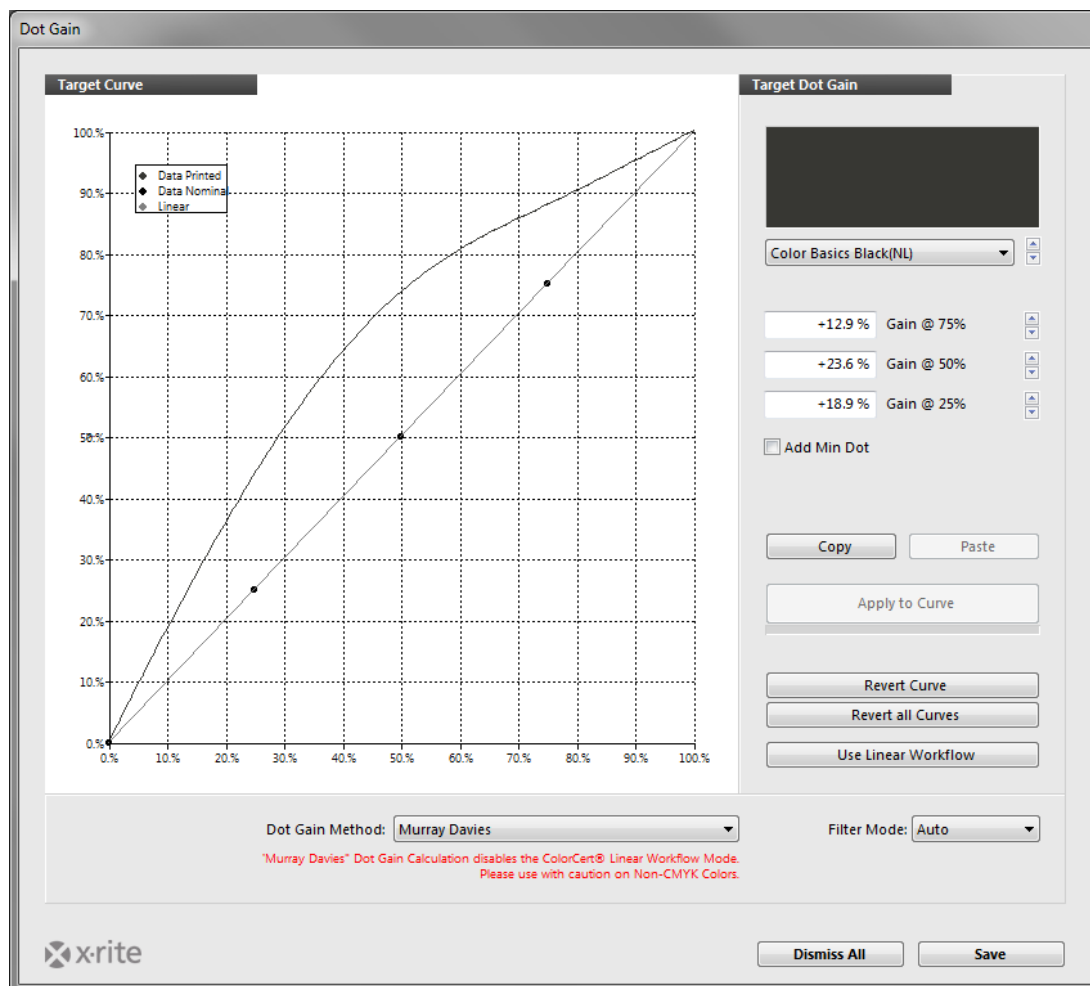 Dot Gain
Target Curve
Target Dot Gain
100.%
90.%
80.%
70.%
60.%
50.%
40.%
30.%
20.%
10.%
0.%
Data Printed
Data Nominal
Linear
0.%
10.%
20.%
30.%
40.%
50.%
60.%
70.%
80.%
90.%
100.%
Color Basics Black(NL)
+12.9 % Gain @ 75%
+23.6 % Gain @ 50%
+18.9 % Gain @ 25%
Add Min Dot
Copy Paste
Apply to Curve
Revert Curve
Revert all Curves
Use Linear Workflow
Dot Gain Method: Murray Davies
Filter Mode: Auto
"Murray Davies" Dot Gain Calculation disables the ColorCert® Linear Workflow Mode.
Please use with caution on Non-CMYK Colors.
x·rite
Dismiss All Save